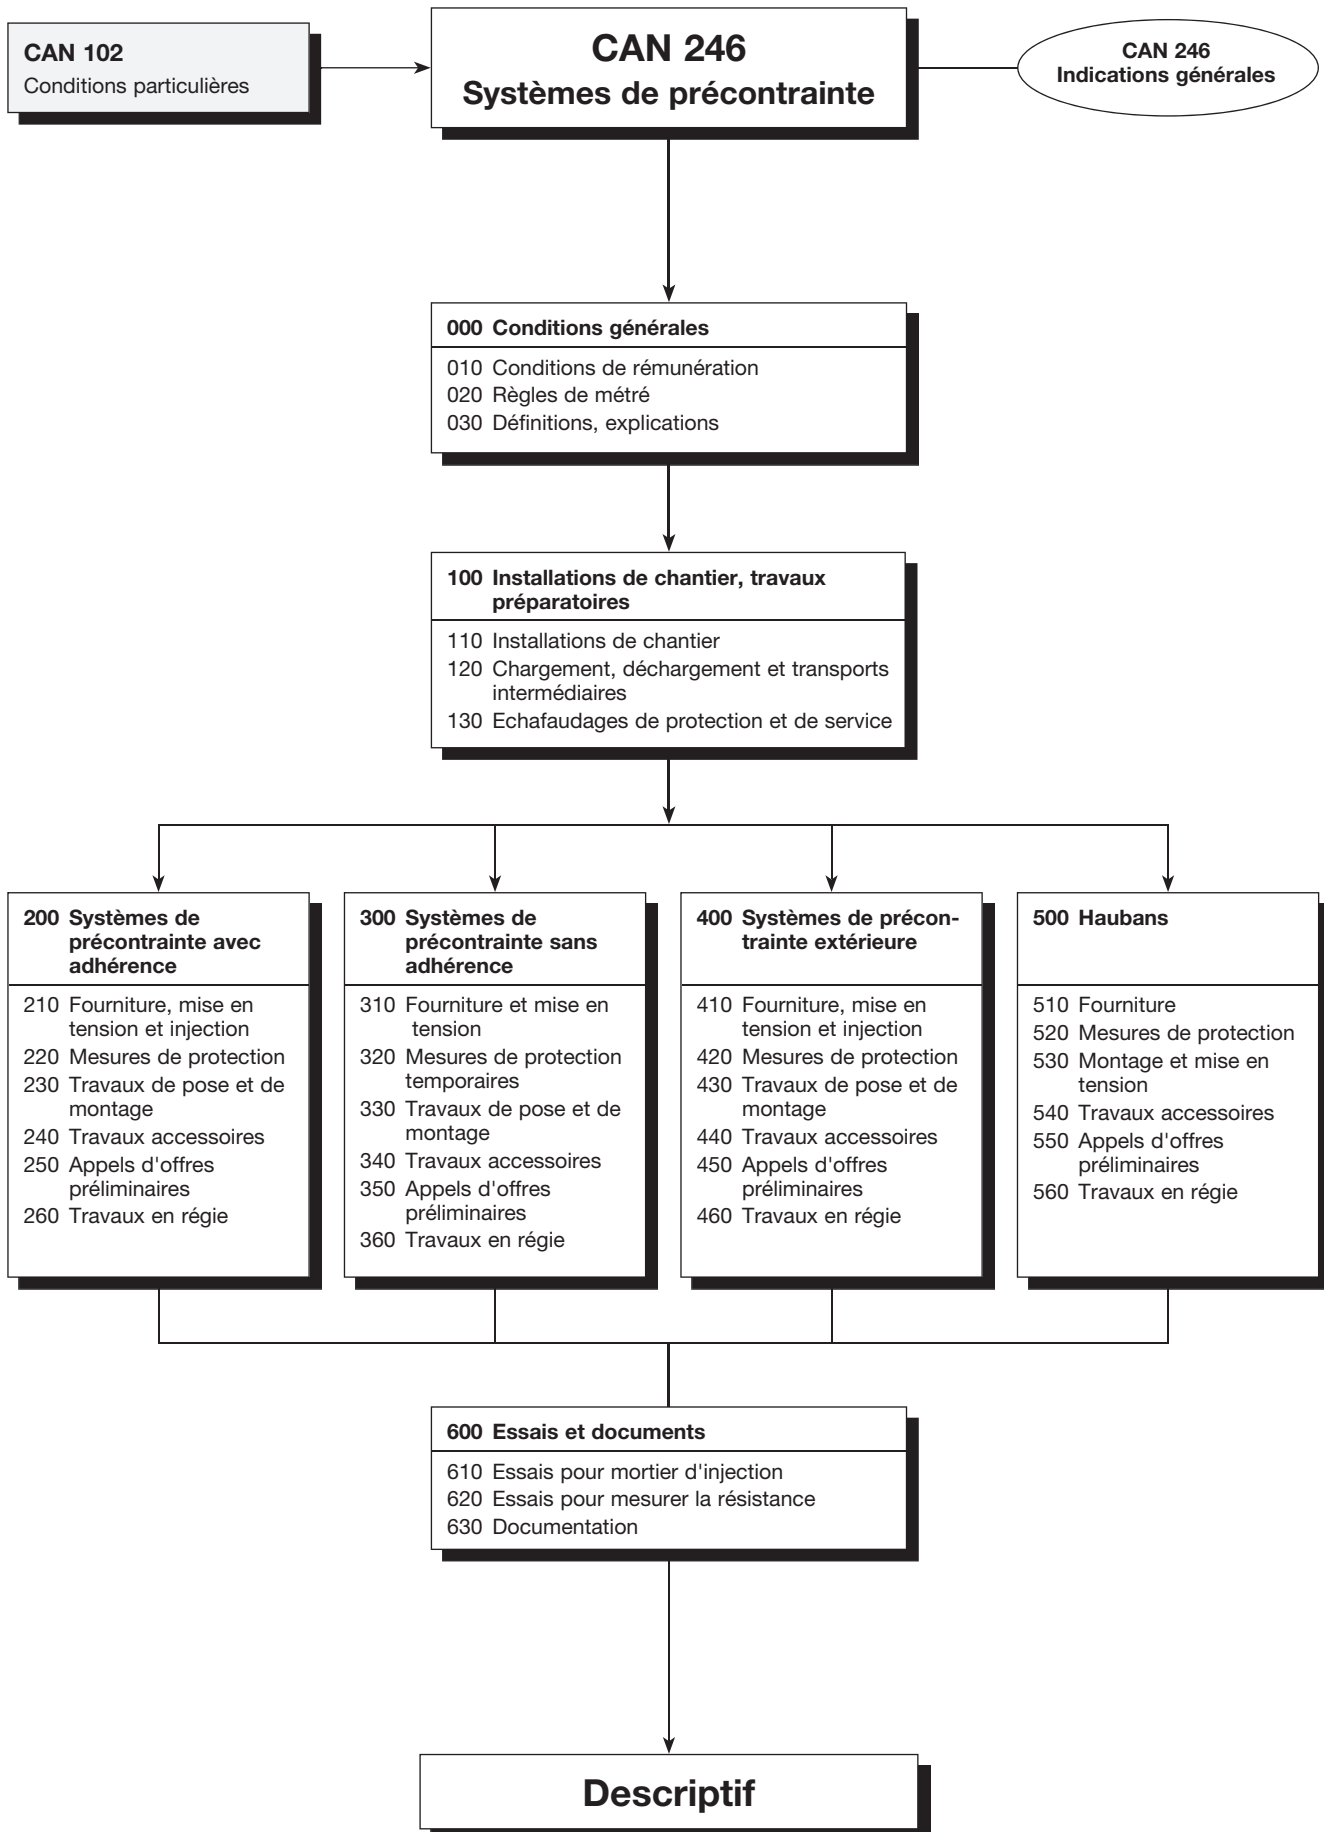 CAN 102
Conditions particulières
CAN 246
Systèmes de précontrainte
CAN 246
Indications générales
000 Conditions générales
010 Conditions de rémunération
020 Règles de métré
030 Définitions, explications
100 Installations de chantier, travaux
préparatoires
110 Installations de chantier
120 Chargement, déchargement et transports
intermédiaires
130 Echafaudages de protection et de service
200 Systèmes de
précontrainte avec
adhérence
210 Fourniture, mise en
tension et injection
220 Mesures de protection
230 Travaux de pose et de
montage
240 Travaux accessoires
250 Appels d'offres
préliminaires
260 Travaux en régie
300 Systèmes de
précontrainte sans
adhérence
310 Fourniture et mise en
tension
320 Mesures de protection
temporaires
330 Travaux de pose et de
montage
340 Travaux accessoires
350 Appels d'offres
préliminaires
360 Travaux en régie
400 Systèmes de précon-
trainte extérieure
410 Fourniture, mise en
tension et injection
420 Mesures de protection
430 Travaux de pose et de
montage
440 Travaux accessoires
450 Appels d'offres
préliminaires
460 Travaux en régie
500 Haubans
510 Fourniture
520 Mesures de protection
530 Montage et mise en
tension
540 Travaux accessoires
550 Appels d'offres
préliminaires
560 Travaux en régie
600 Essais et documents
610 Essais pour mortier d'injection
620 Essais pour mesurer la résistance
630 Documentation
Descriptif